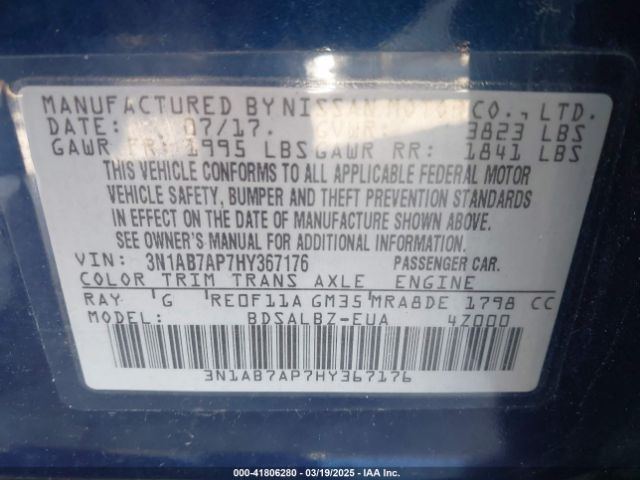 MANUFACTURED BY NISSAN MOTOR CO., LTD.
DATE: 07/17. GVWR: 3823 LBS
GAWR FR: 1995 LBS GAWR RR: 1841 LBS
THIS VEHICLE CONFORMS TO ALL APPLICABLE FEDERAL MOTOR
VEHICLE SAFETY, BUMPER AND THEFT PREVENTION STANDARDS
IN EFFECT ON THE DATE OF MANUFACTURE SHOWN ABOVE.
SEE OWNER'S MANUAL FOR ADDITIONAL INFORMATION.
VIN: 3N1AB7AP7HY367176 PASSENGER CAR.
COLOR TRIM TRANS AXLE ENGINE
RAY G RE0F11A GM35 MRA8DE 1798 CC
MODEL: BDSALBZ-EUA 4Z000
3N1AB7AP7HY367176
000-41806280 - 03/19/2025 - IAA Inc.